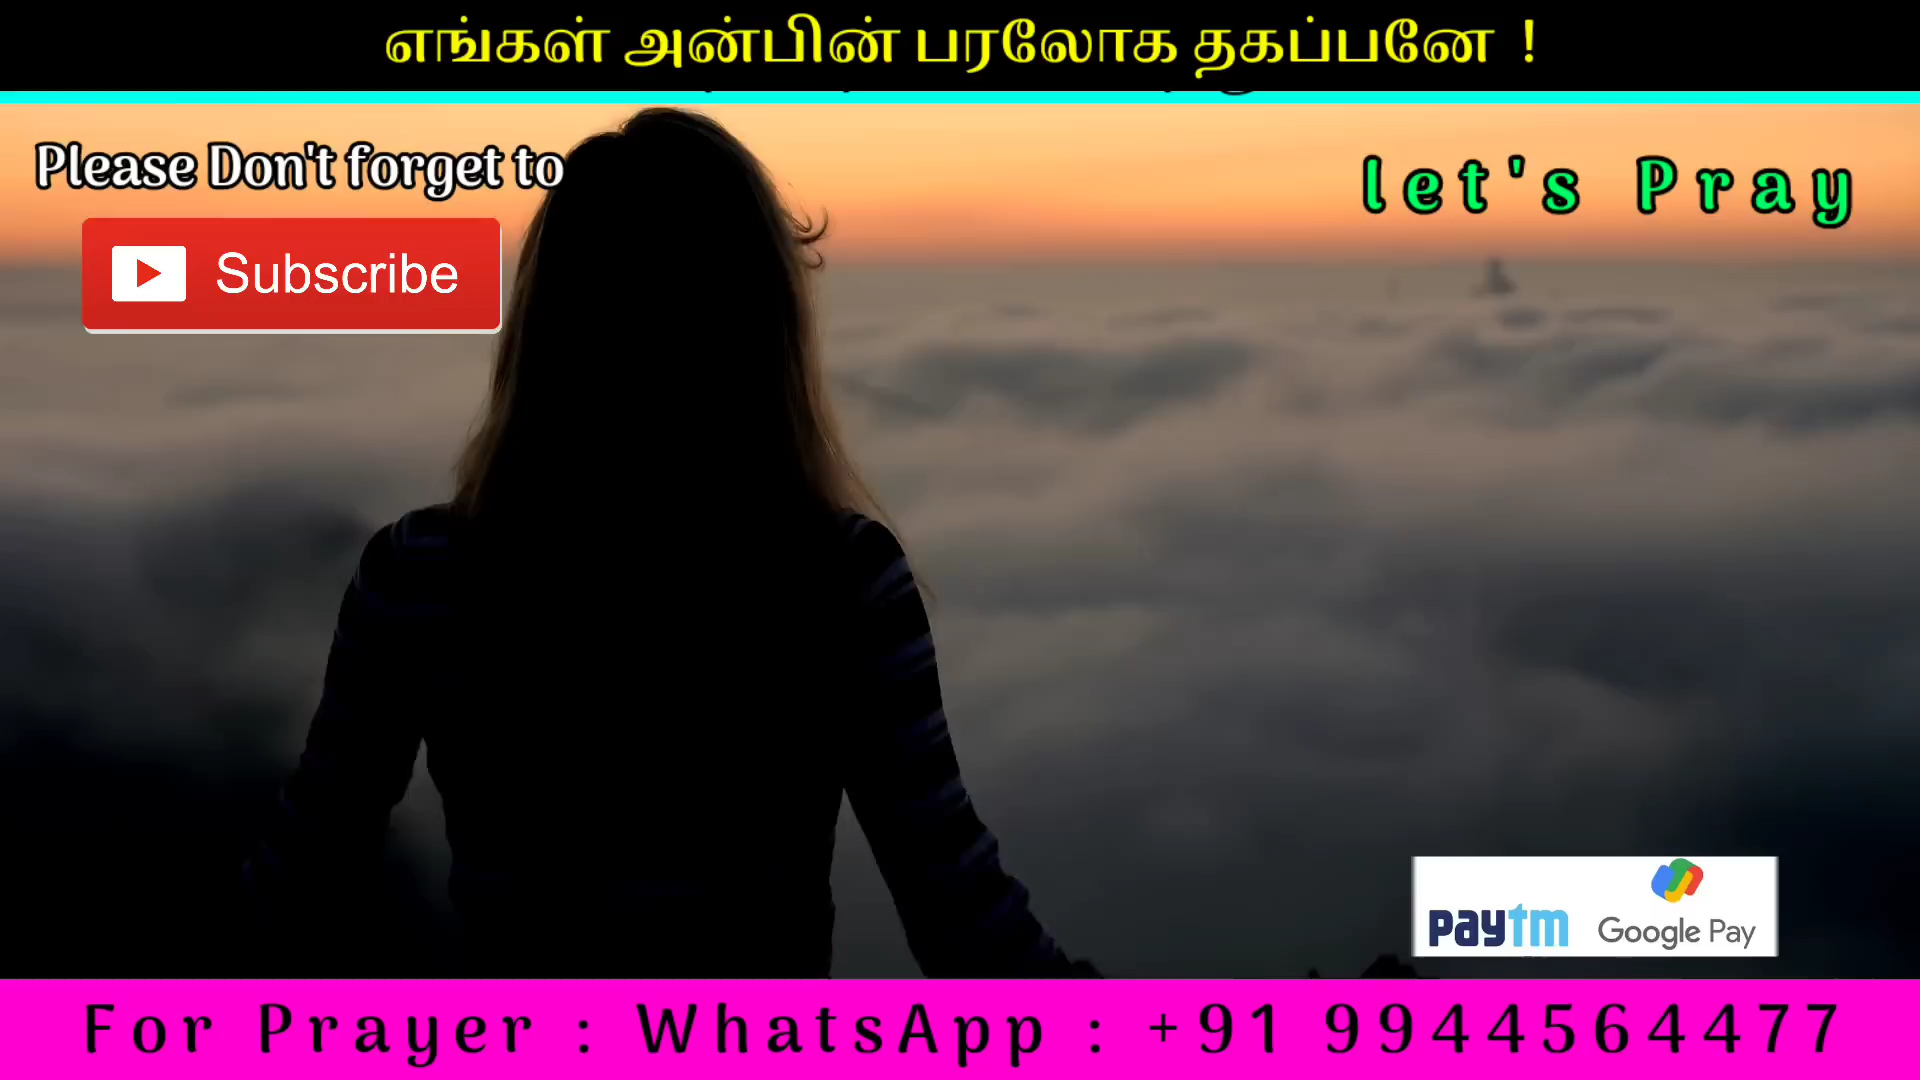 எங்கள் அன்பின் பரலோக தகப்பனே !
Please Don't forget to
let's Pray
Subscribe
paytm Google Pay
For Prayer : WhatsApp : +91 9944564477